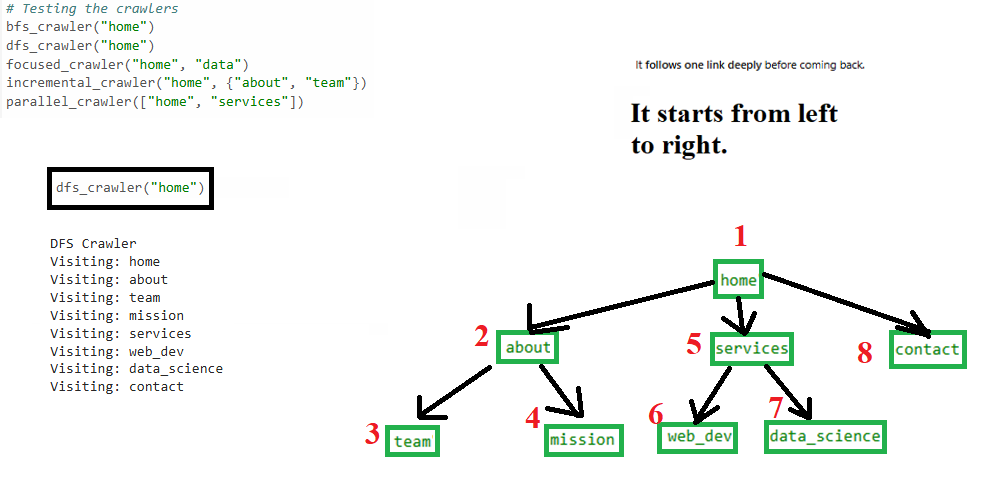 # Testing the crawlers
bfs_crawler("home")
dfs_crawler("home")
focused_crawler("home", "data")
incremental_crawler("home", {"about", "team"})
parallel_crawler(["home", "services"])
It follows one link deeply before coming back.
It starts from left
to right.
dfs_crawler("home")
DFS Crawler
Visiting: home
Visiting: about
Visiting: team
Visiting: mission
Visiting: services
Visiting: web_dev
Visiting: data_science
Visiting: contact
1
home
2
about
5
services
8
contact
3
team
4
mission
6
web_dev
7
data_science